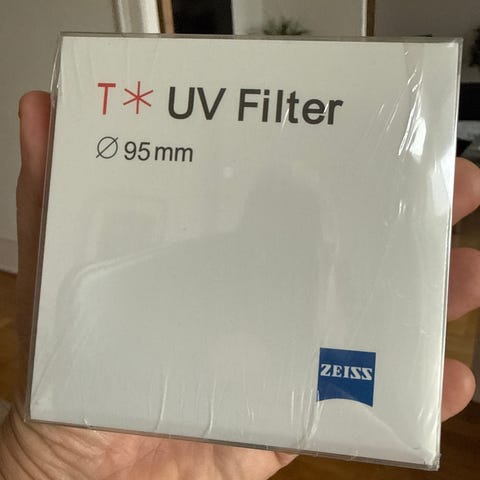 T* UV Filter
Ø 95mm
ZEISS